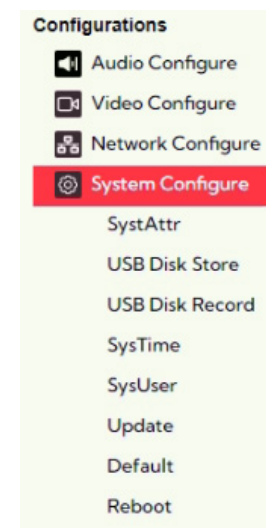 Configurations
Audio Configure
Video Configure
Network Configure
System Configure
SystAttr
USB Disk Store
USB Disk Record
SysTime
SysUser
Update
Default
Reboot